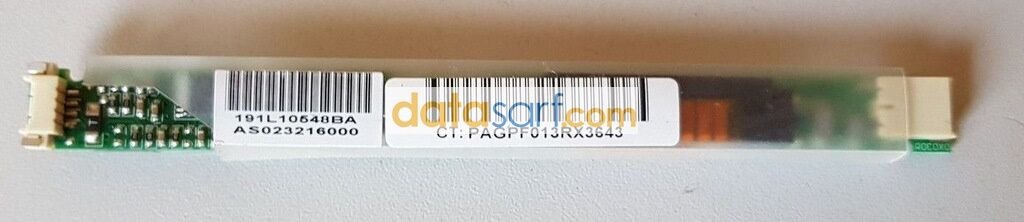 191L10548BA
AS023216000
datasarf.com
CT: PAGPF013RX3643